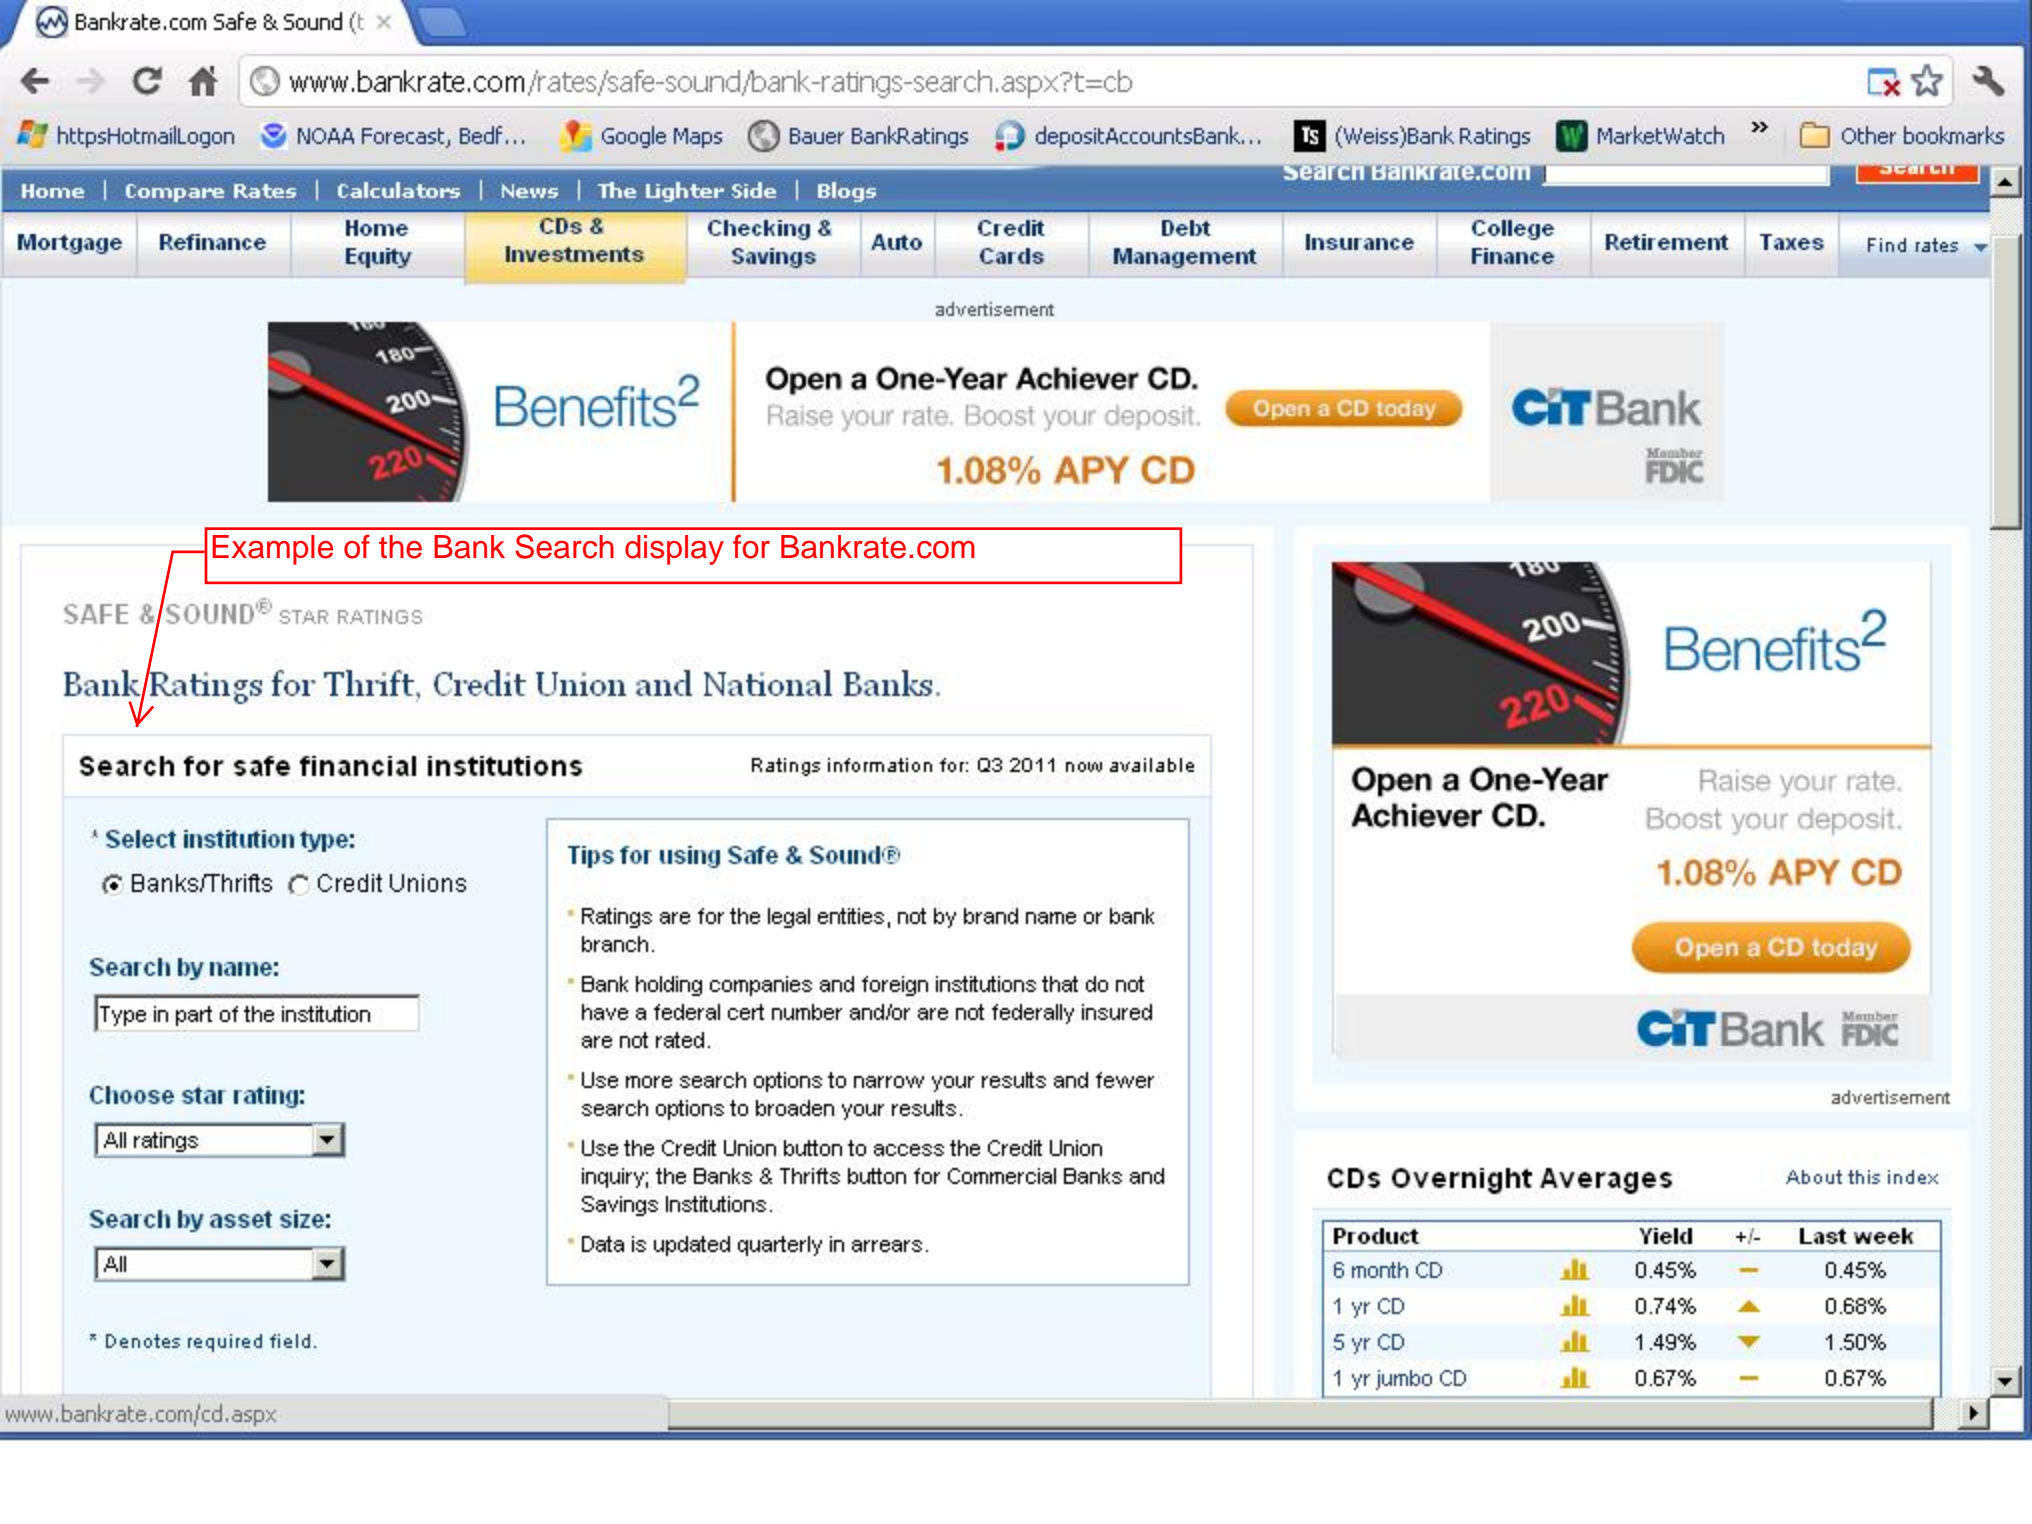 Bankrate.com Safe & Sound (t
www.bankrate.com/rates/safe-sound/bank-ratings-search.aspx?t=cb
httpsHotmailLogon NOAA Forecast, Bedf... Google Maps Bauer BankRatings depositAccountsBank... TS (Weiss)Bank Ratings MarketWatch » Other bookmarks
Home | Compare Rates | Calculators | News | The Lighter Side | Blogs Search Bankrate.com Search
Mortgage Refinance Home Equity CDs & Investments Checking & Savings Auto Credit Cards Debt Management Insurance College Finance Retirement Taxes Find rates
advertisement
160
180
200
220
Benefits²
Open a One-Year Achiever CD.
Raise your rate. Boost your deposit.
1.08% APY CD
Open a CD today
CiT Bank
Member
FDIC
Example of the Bank Search display for Bankrate.com
SAFE & SOUND® STAR RATINGS
Bank Ratings for Thrift, Credit Union and National Banks.
Search for safe financial institutions Ratings information for: Q3 2011 now available
* Select institution type:
Banks/Thrifts Credit Unions
Search by name:
Type in part of the institution
Choose star rating:
All ratings
Search by asset size:
All
* Denotes required field.
Tips for using Safe & Sound®
Ratings are for the legal entities, not by brand name or bank
branch.
Bank holding companies and foreign institutions that do not
have a federal cert number and/or are not federally insured
are not rated.
Use more search options to narrow your results and fewer
search options to broaden your results.
Use the Credit Union button to access the Credit Union
inquiry; the Banks & Thrifts button for Commercial Banks and
Savings Institutions.
Data is updated quarterly in arrears.
180
200
220
Benefits²
Open a One-Year
Achiever CD.
Raise your rate.
Boost your deposit.
1.08% APY CD
Open a CD today
CiT Bank Member FDIC
advertisement
CDs Overnight Averages About this index
Product Yield +/- Last week
6 month CD 0.45% 0.45%
1 yr CD 0.74% 0.68%
5 yr CD 1.49% 1.50%
1 yr jumbo CD 0.67% 0.67%
www.bankrate.com/cd.aspx